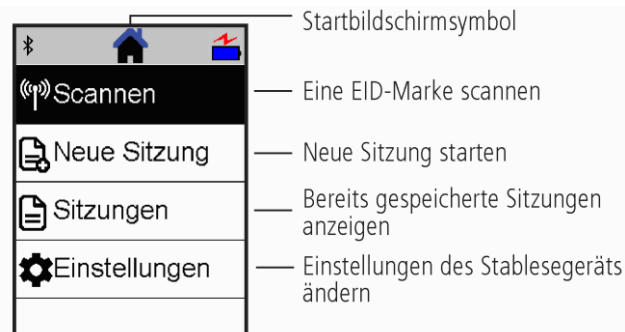 Startbildschirmsymbol
Scannen
Eine EID-Marke scannen
Neue Sitzung
Neue Sitzung starten
Sitzungen
Bereits gespeicherte Sitzungen
anzeigen
Einstellungen
Einstellungen des Stablesegeräts
ändern